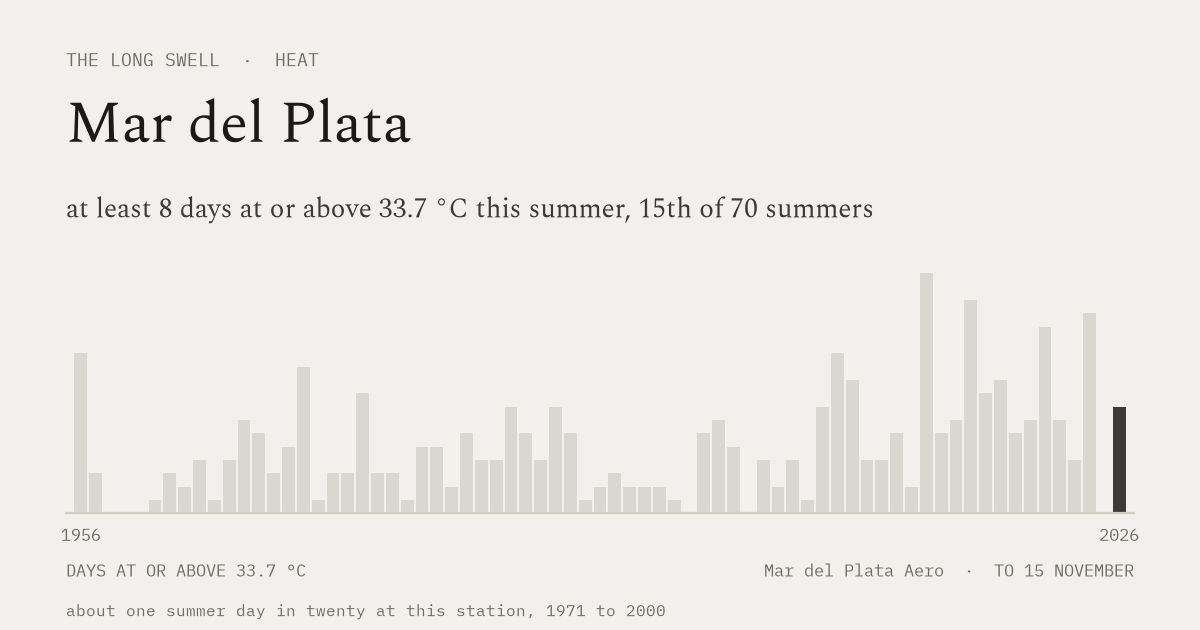 THE LONG SWELL · HEAT
Mar del Plata
at least 8 days at or above 33.7 °C this summer, 15th of 70 summers
1956
2026
DAYS AT OR ABOVE 33.7 °C
Mar del Plata Aero · TO 15 NOVEMBER
about one summer day in twenty at this station, 1971 to 2000